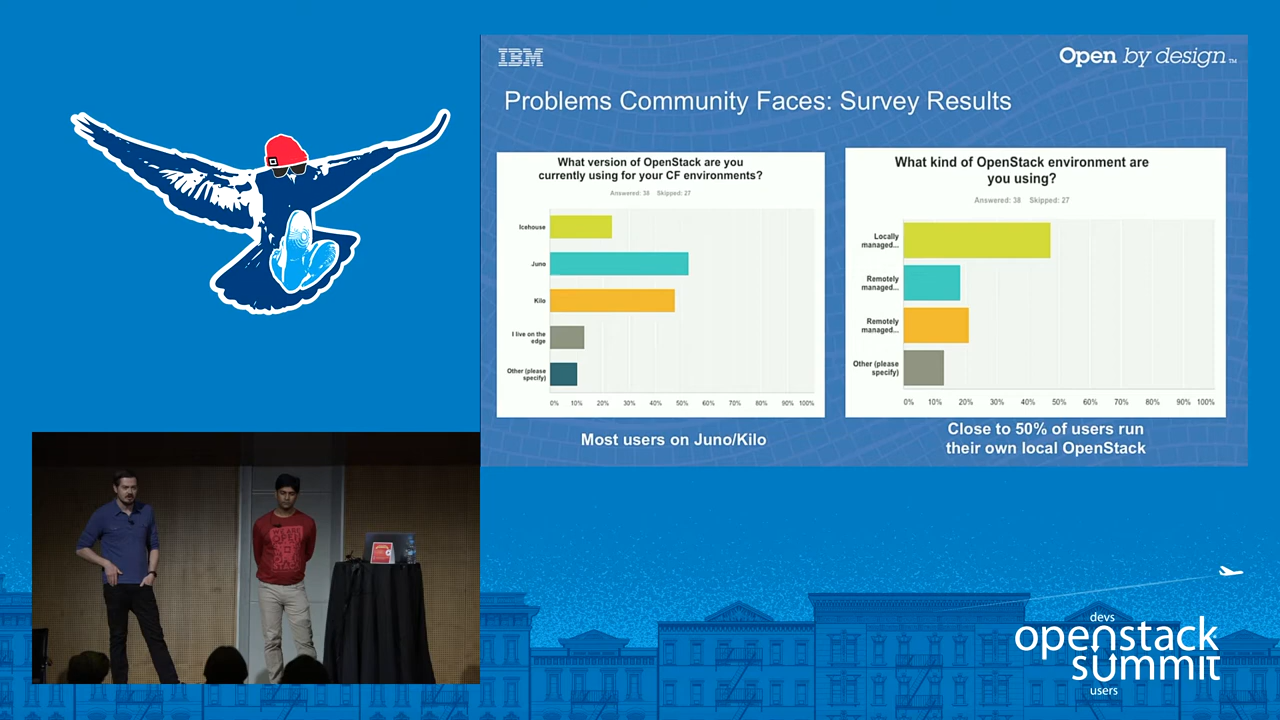 IBM
Open by design™
Problems Community Faces: Survey Results
What version of OpenStack are you
currently using for your CF environments?
Answered: 38 Skipped: 27
Icehouse
Juno
Kilo
I live on the
edge
Other (please
specify)
0% 10% 20% 30% 40% 50% 60% 70% 80% 90% 100%
Most users on Juno/Kilo
What kind of OpenStack environment are
you using?
Answered: 38 Skipped: 27
Locally
managed...
Remotely
managed...
Remotely
managed...
Other (please
specify)
0% 10% 20% 30% 40% 50% 60% 70% 80% 90% 100%
Close to 50% of users run
their own local OpenStack
WE ARE
OPEN
STACK
devs
openstack
summit
users